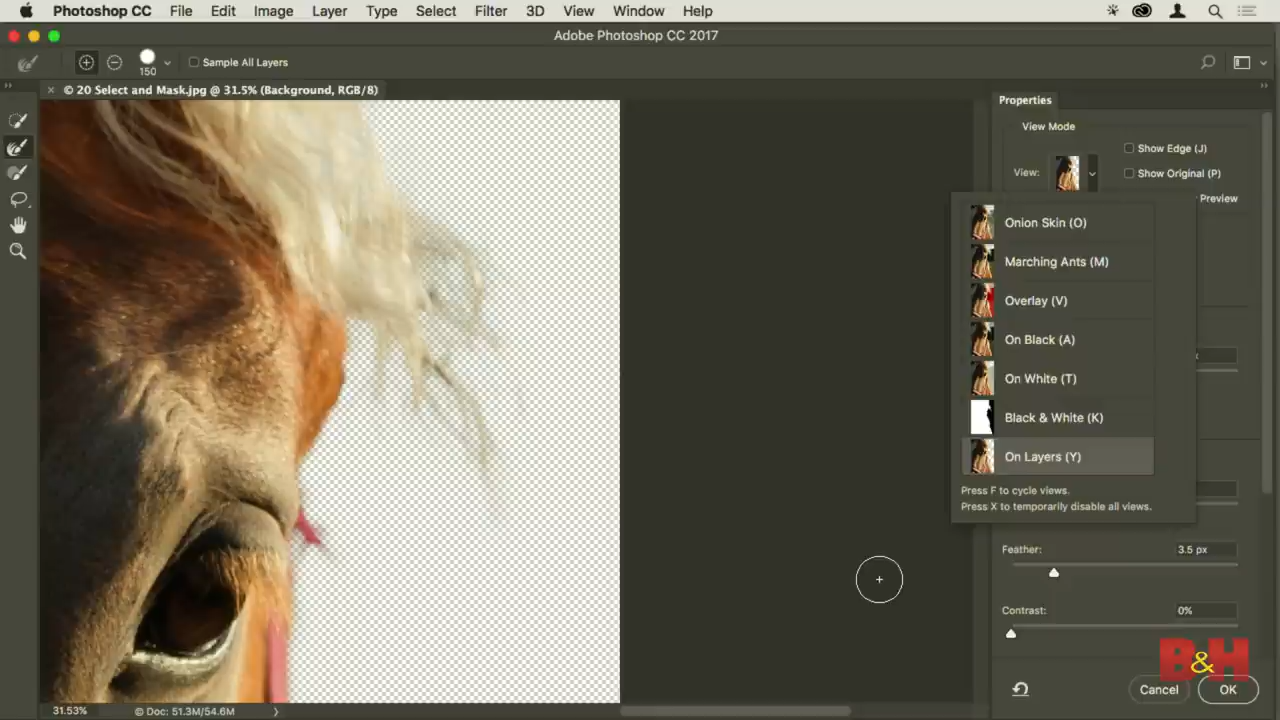 Photoshop CC File Edit Image Layer Type Select Filter 3D View Window Help
Adobe Photoshop CC 2017
150 Sample All Layers
© 20 Select and Mask.jpg @ 31.5% (Background, RGB/8)
Properties
View Mode
Show Edge (J)
View: Show Original (P)
Preview
Onion Skin (O)
Marching Ants (M)
Overlay (V)
On Black (A)
On White (T)
Black & White (K)
On Layers (Y)
Press F to cycle views.
Press X to temporarily disable all views.
Feather: 3.5 px
Contrast: 0%
B&H
Cancel OK
31.53% © Doc: 51.3M/54.6M